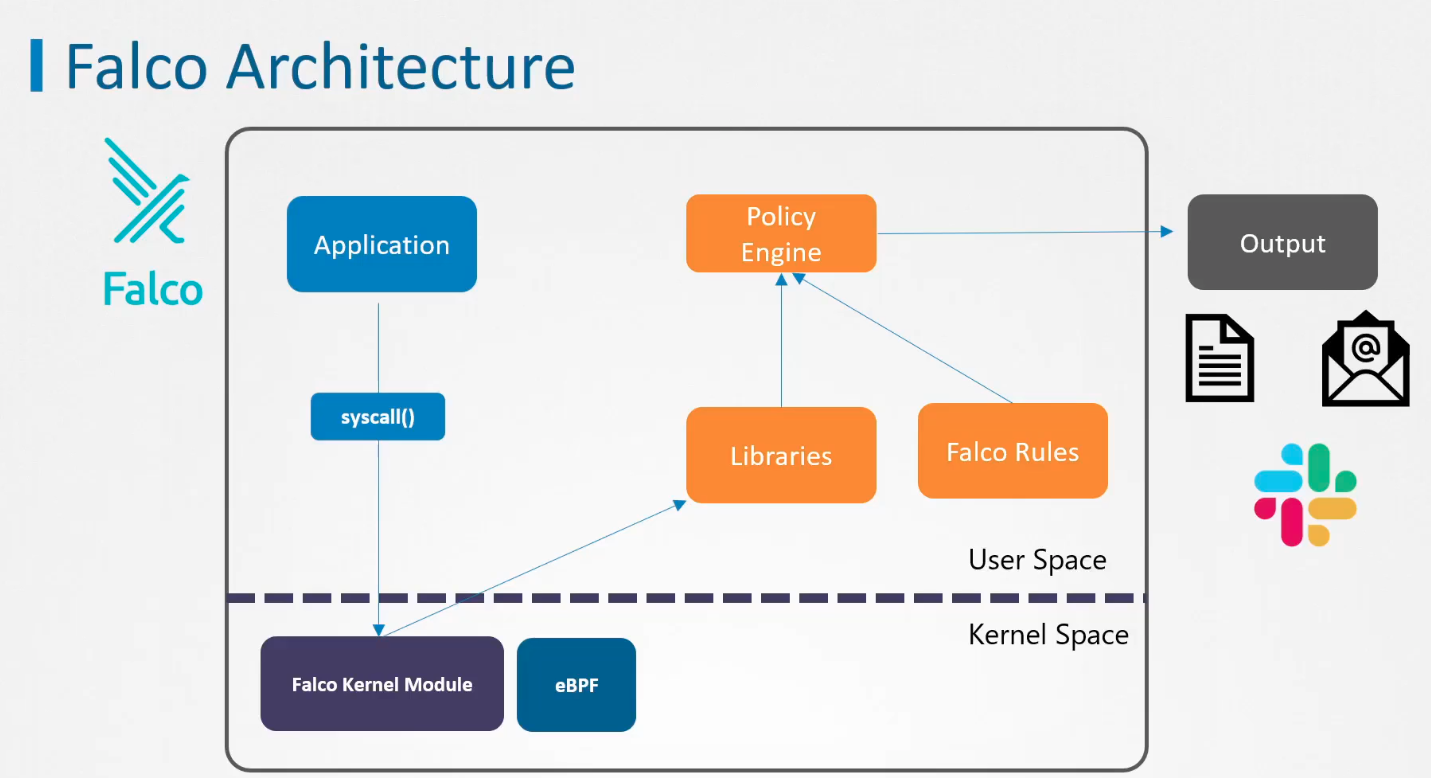 Falco Architecture
Falco
Application
Policy
Engine
Output
syscall()
Libraries
Falco Rules
User Space
Kernel Space
Falco Kernel Module
eBPF
@